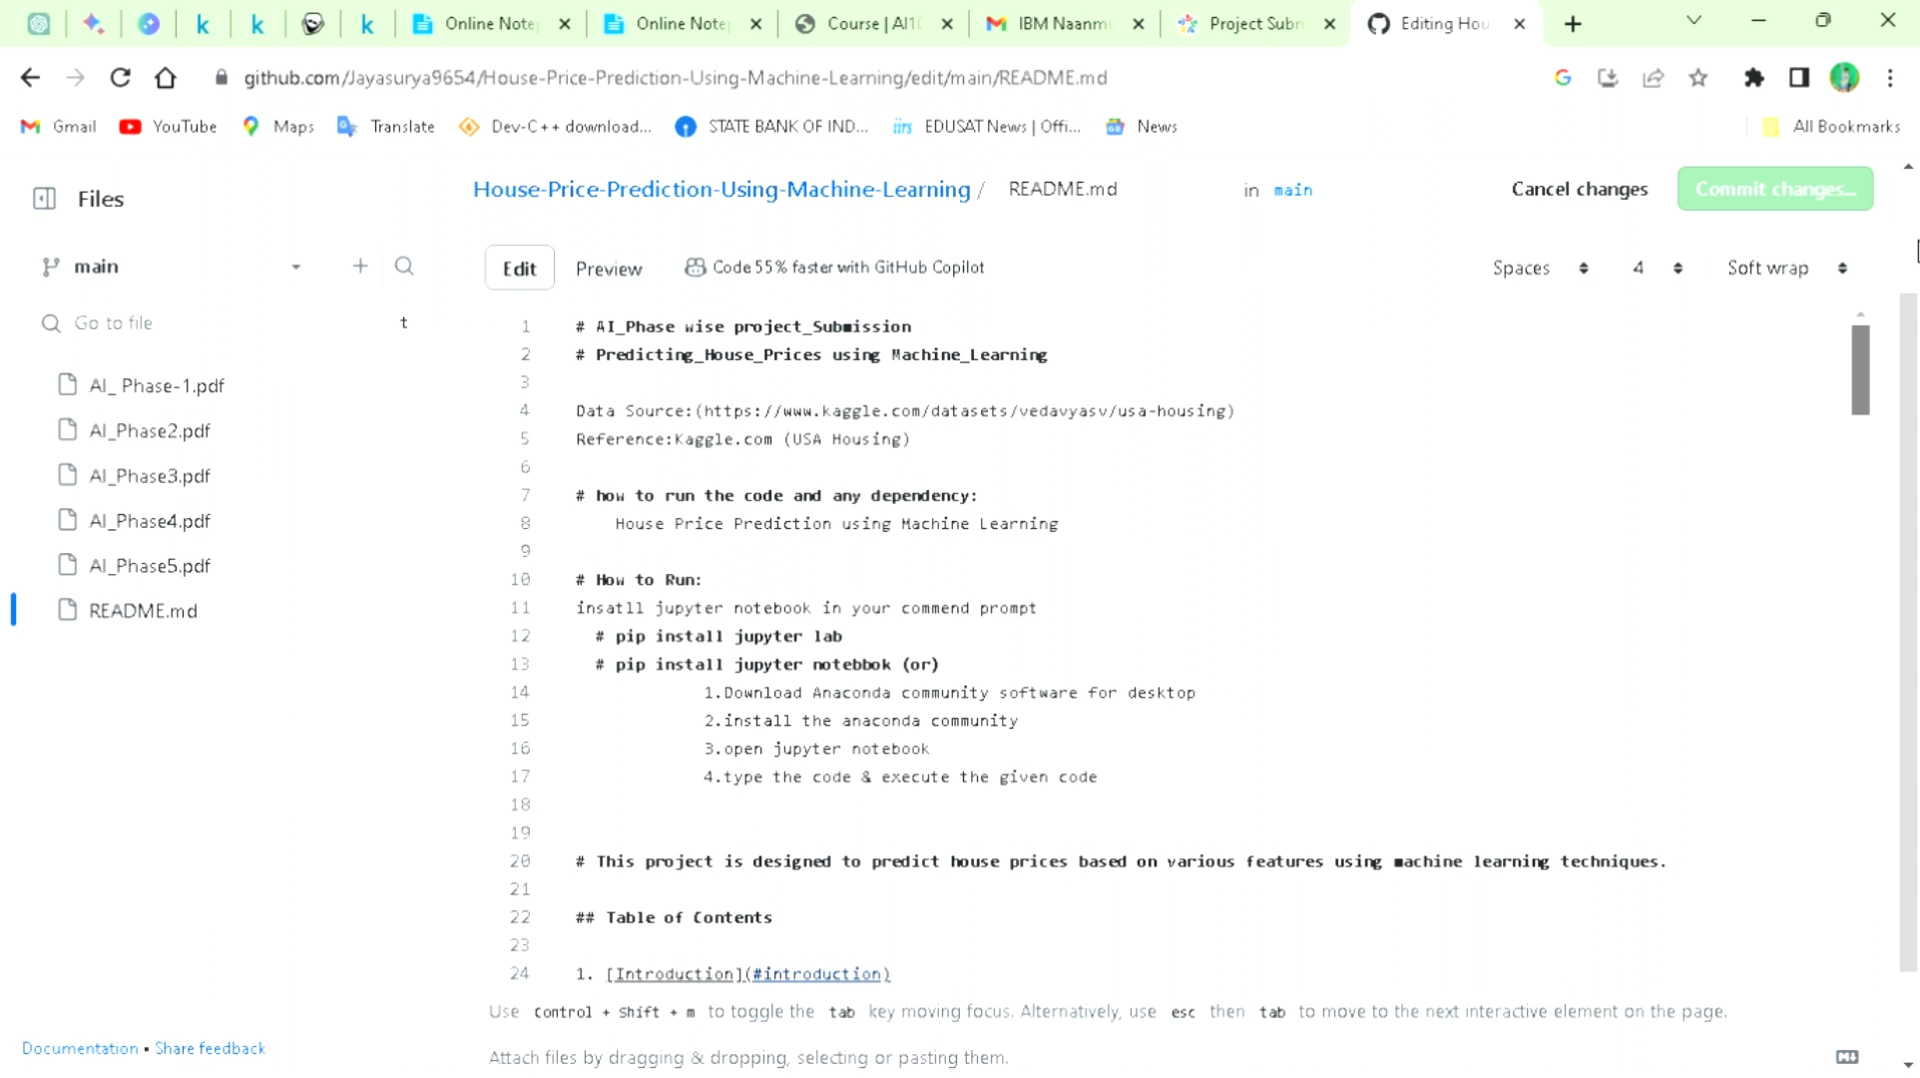 Online Note
Online Note
Course | AI1
IBM Naanm
Project Subm
Editing Hou
github.com/Jayasurya9654/House-Price-Prediction-Using-Machine-Learning/edit/main/README.md
Gmail
YouTube
Maps
Translate
Dev-C++ download...
STATE BANK OF IND...
EDUSAT News | Offi...
News
All Bookmarks
Files
House-Price-Prediction-Using-Machine-Learning / README.md in main
Cancel changes
Commit changes...
main
Edit
Preview
Code 55% faster with GitHub Copilot
Spaces
4
Soft wrap
Go to file
t
AI_ Phase-1.pdf
AI_Phase2.pdf
AI_Phase3.pdf
AI_Phase4.pdf
AI_Phase5.pdf
README.md
1 # AI_Phase wise project_Submission
2 # Predicting_House_Prices using Machine_Learning
3
4 Data Source:(https://www.kaggle.com/datasets/vedavyasv/usa-housing)
5 Reference:Kaggle.com (USA Housing)
6
7 # how to run the code and any dependency:
8 House Price Prediction using Machine Learning
9
10 # How to Run:
11 insatll jupyter notebook in your commend prompt
12 # pip install jupyter lab
13 # pip install jupyter notebbok (or)
14 1.Download Anaconda community software for desktop
15 2.install the anaconda community
16 3.open jupyter notebook
17 4.type the code & execute the given code
18
19
20 # This project is designed to predict house prices based on various features using machine learning techniques.
21
22 ## Table of Contents
23
24 1. [Introduction](#introduction)
Use Control + Shift + m to toggle the tab key moving focus. Alternatively, use esc then tab to move to the next interactive element on the page.
Documentation • Share feedback
Attach files by dragging & dropping, selecting or pasting them.